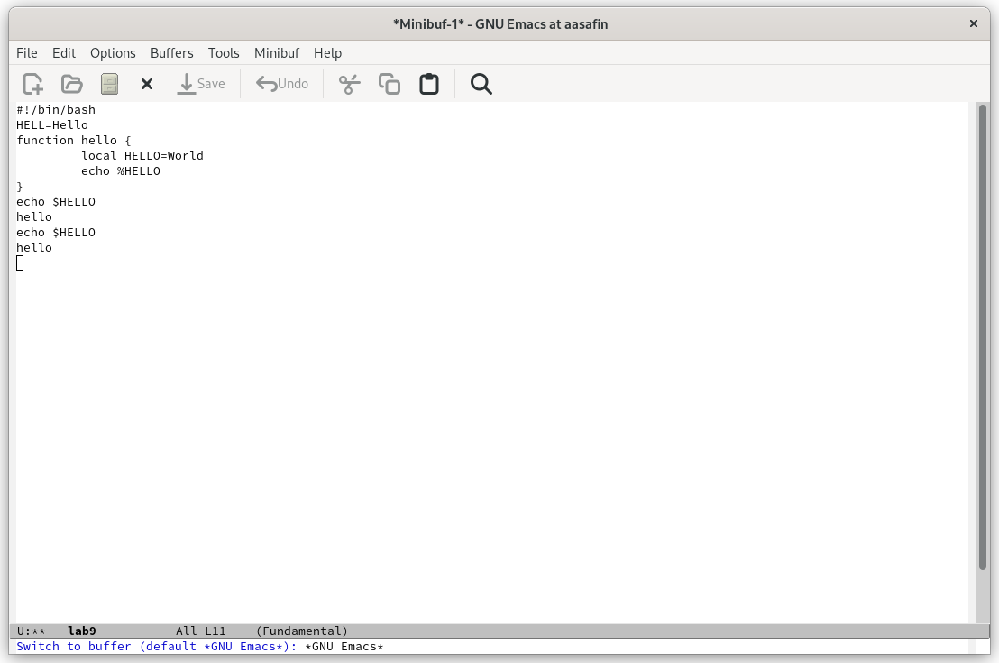 *Minibuf-1* - GNU Emacs at aasafin
File Edit Options Buffers Tools Minibuf Help
Save Undo
#!/bin/bash
HELL=Hello
function hello {
         local HELLO=World
         echo %HELLO
}
echo $HELLO
hello
echo $HELLO
hello
U:**-  lab9           All L11    (Fundamental)
Switch to buffer (default *GNU Emacs*): *GNU Emacs*